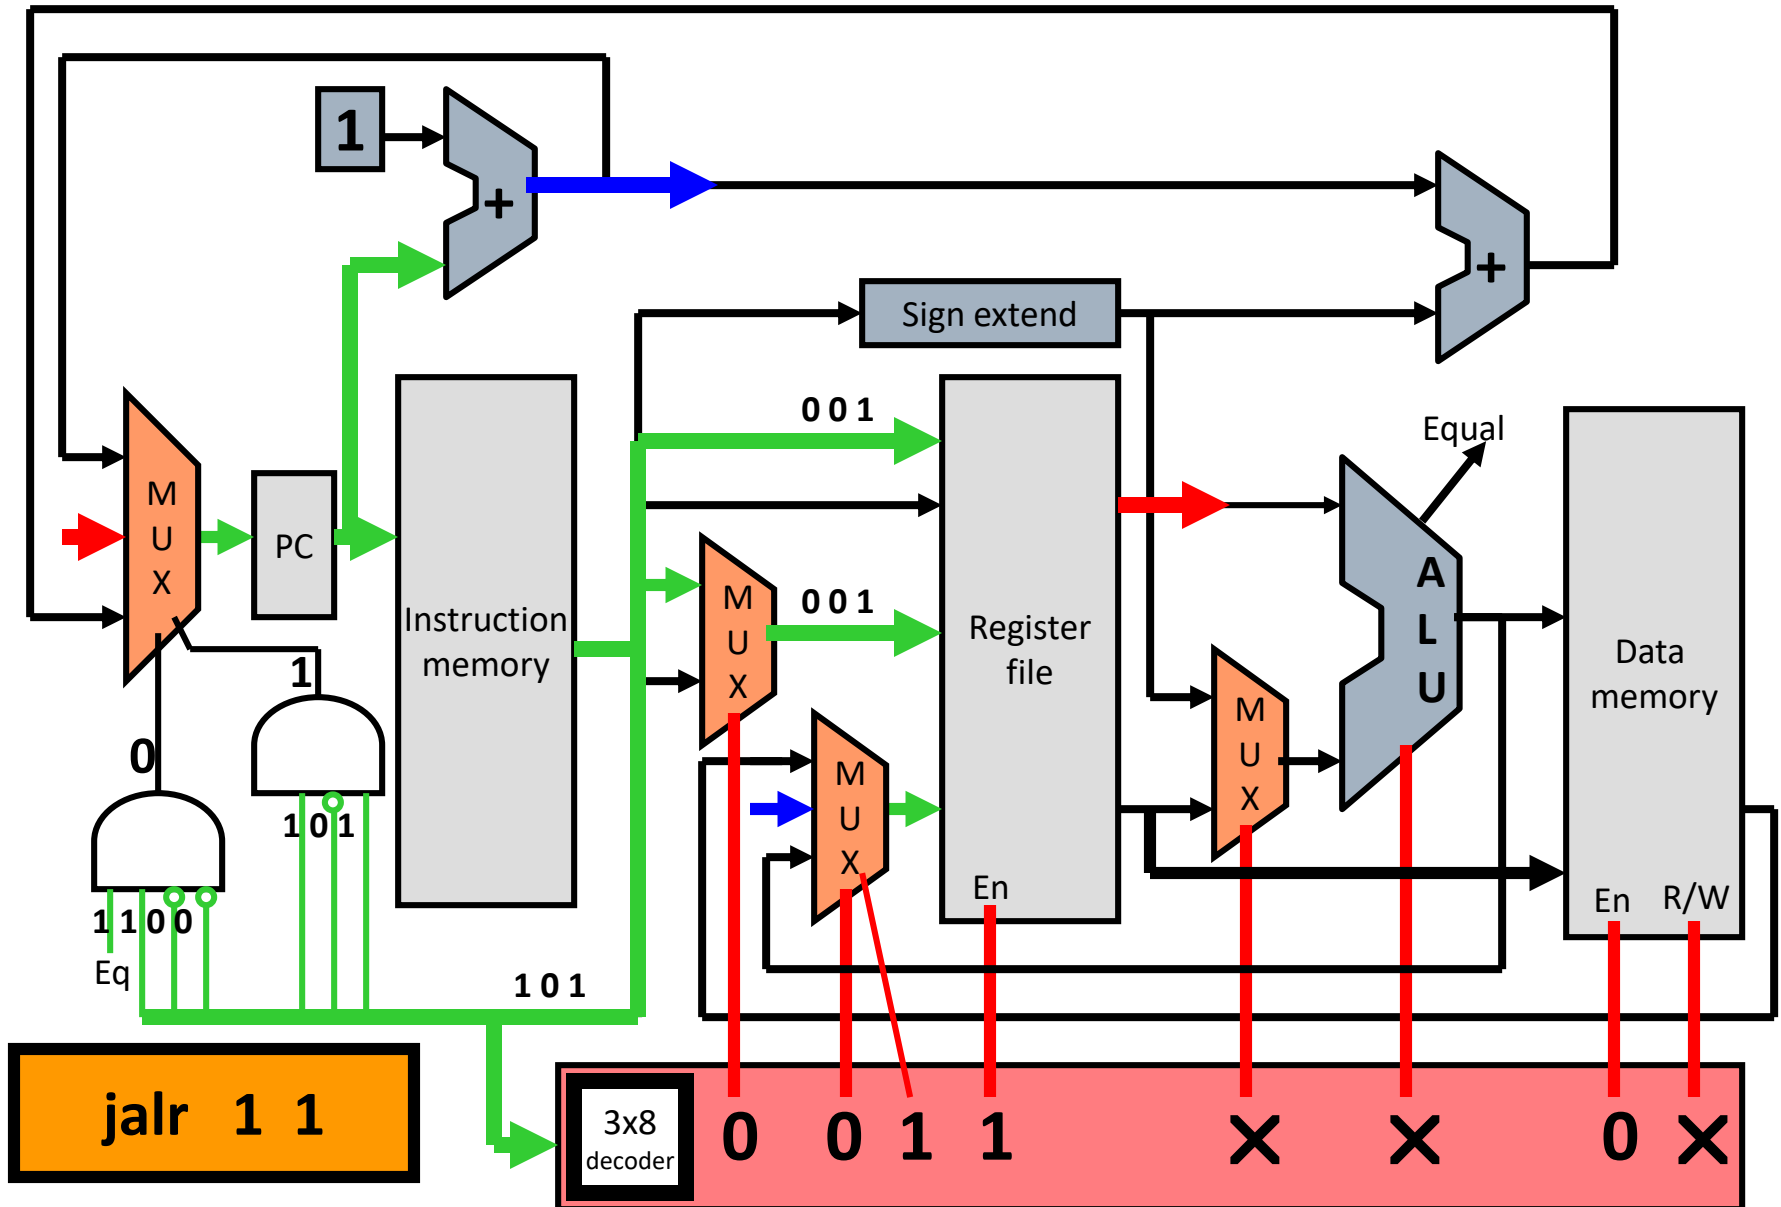 1
+
+
Sign extend
0 0 1
Equal
M
U
X
PC
Instruction
memory
M
U
X
0 0 1
Register
file
A
L
U
Data
memory
1
M
U
X
0
M
U
X
1 0 1
En
En
R/W
1 1 0 0
Eq
1 0 1
jalr 1 1
3x8
decoder
0
0 1
1
X
X
0
X